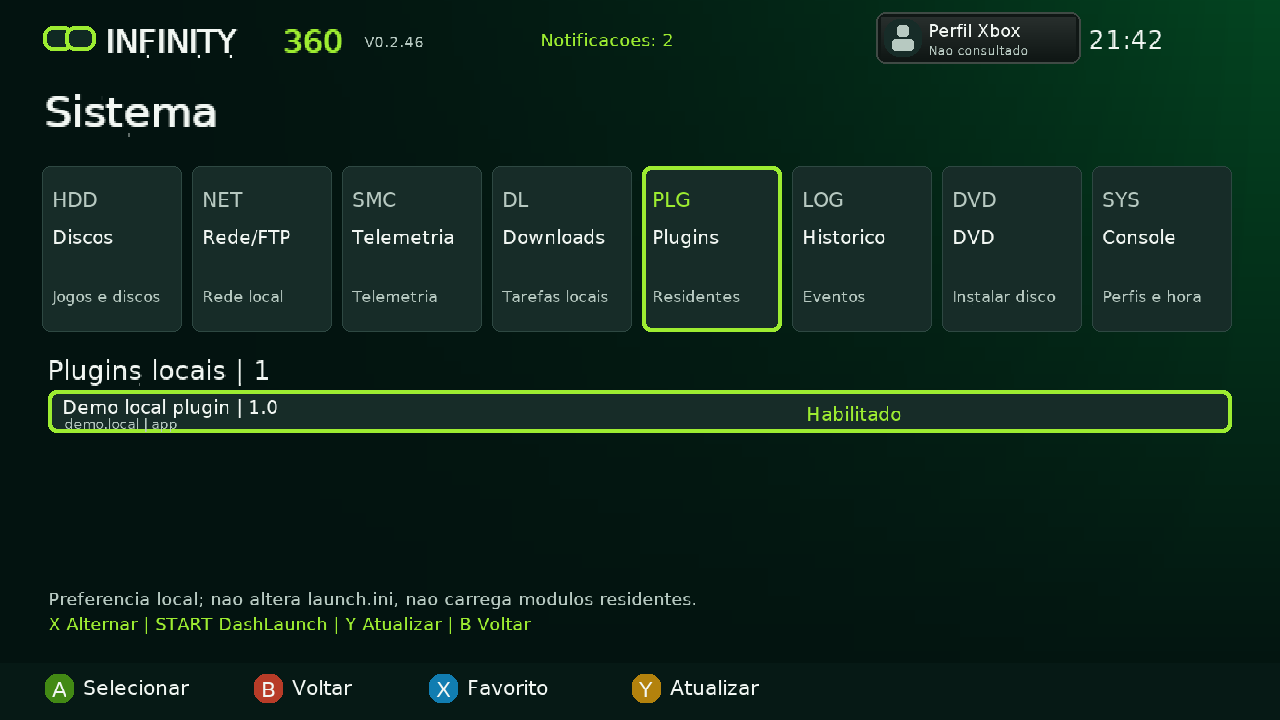 INFINITY 360 V0.2.46 Notificacoes: 2 Perfil Xbox 21:42
Nao consultado
Sistema
HDD NET SMC DL PLG LOG DVD SYS
Discos Rede/FTP Telemetria Downloads Plugins Historico DVD Console
Jogos e discos Rede local Telemetria Tarefas locais Residentes Eventos Instalar disco Perfis e hora
Plugins locais | 1
Demo local plugin | 1.0 Habilitado
demo.local | app
Preferencia local; nao altera launch.ini, nao carrega modulos residentes.
X Alternar | START DashLaunch | Y Atualizar | B Voltar
A Selecionar B Voltar X Favorito Y Atualizar